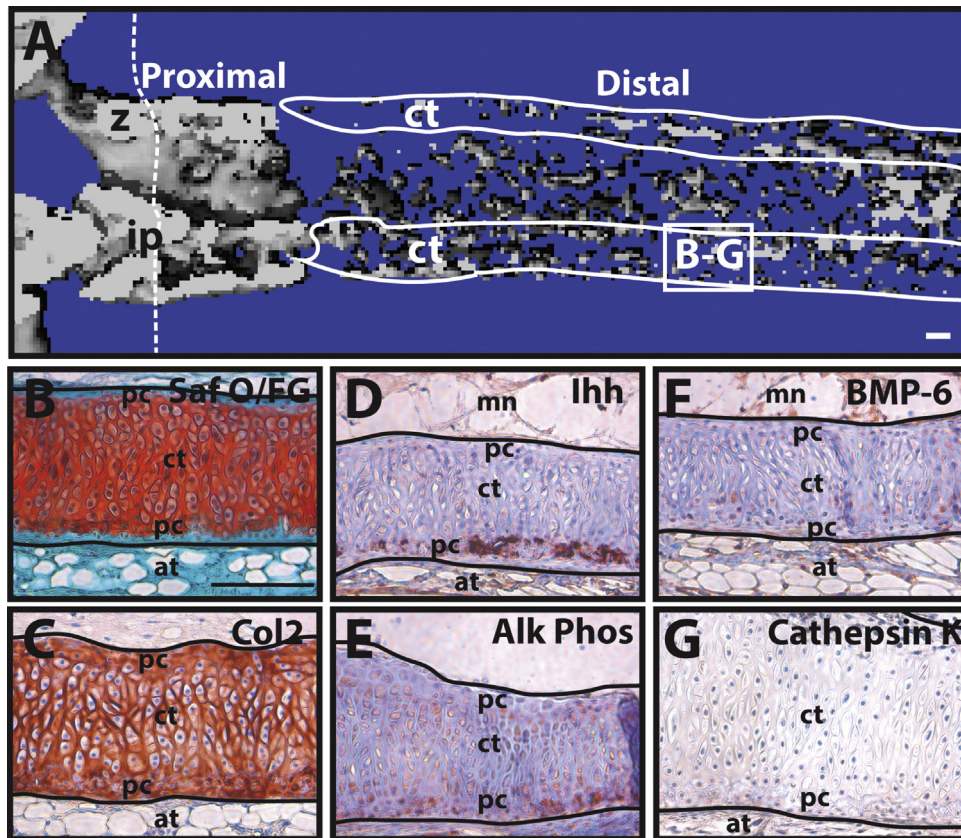 A
Proximal
Distal
z
ct
ip
ct
B-G
B
Saf O/FG
pc
ct
pc
at
D
Ihh
mn
pc
ct
pc
at
F
BMP-6
mn
pc
ct
pc
at
C
Col2
pc
ct
pc
at
E
Alk Phos
pc
ct
pc
G
Cathepsin K
ct
pc
at